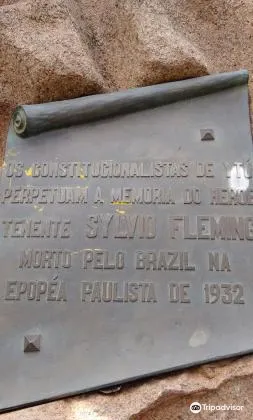 OS CONSTITUCIONALISTAS DE YTÚ
PERPETUAM A MEMORIA DO HEROE
TENENTE SYLVIO FLEMING
MORTO PELO BRAZIL NA
EPOPÉA PAULISTA DE 1932
Tripadvisor